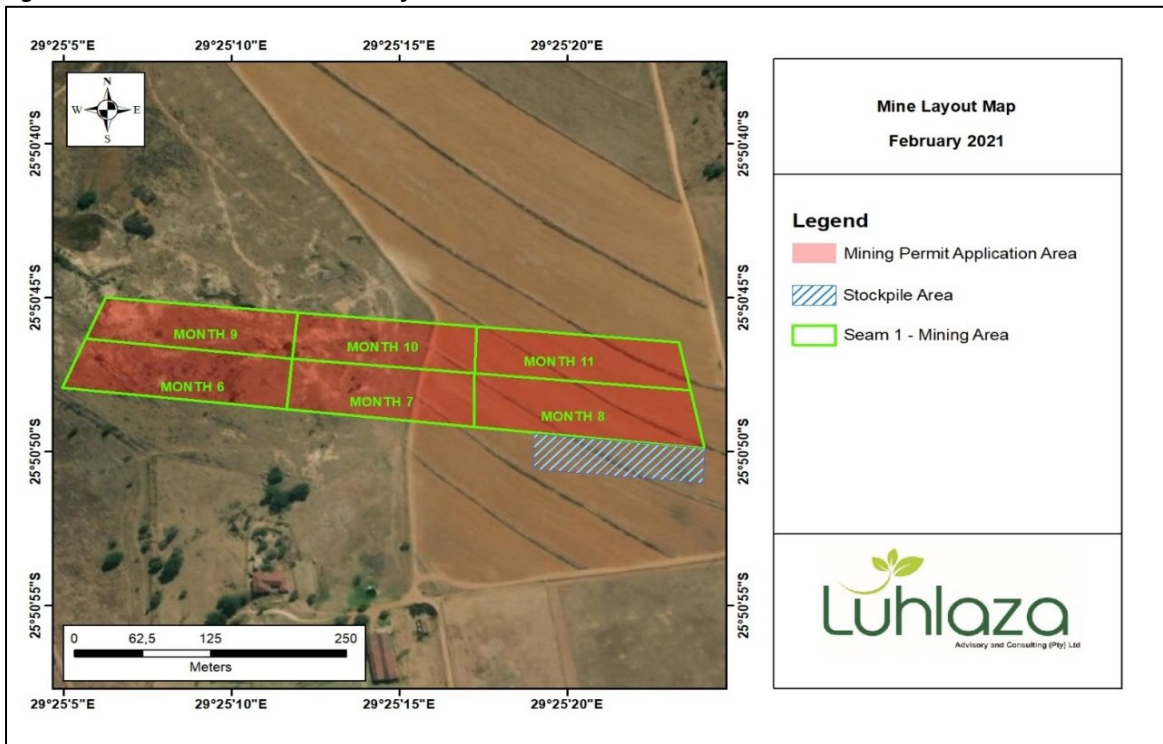 29°25'5"E 29°25'10"E 29°25'15"E 29°25'20"E
N
W E
S
25°50'40"S 25°50'40"S
25°50'45"S 25°50'45"S
25°50'50"S 25°50'50"S
25°50'55"S 25°50'55"S
MONTH 9
MONTH 10
MONTH 11
MONTH 6
MONTH 7
MONTH 8
0 62,5 125 250
Meters
29°25'5"E 29°25'10"E 29°25'15"E 29°25'20"E
Mine Layout Map
February 2021
Legend
Mining Permit Application Area
Stockpile Area
Seam 1 - Mining Area
Luhlaza
Advisory and Consulting (Pty) Ltd